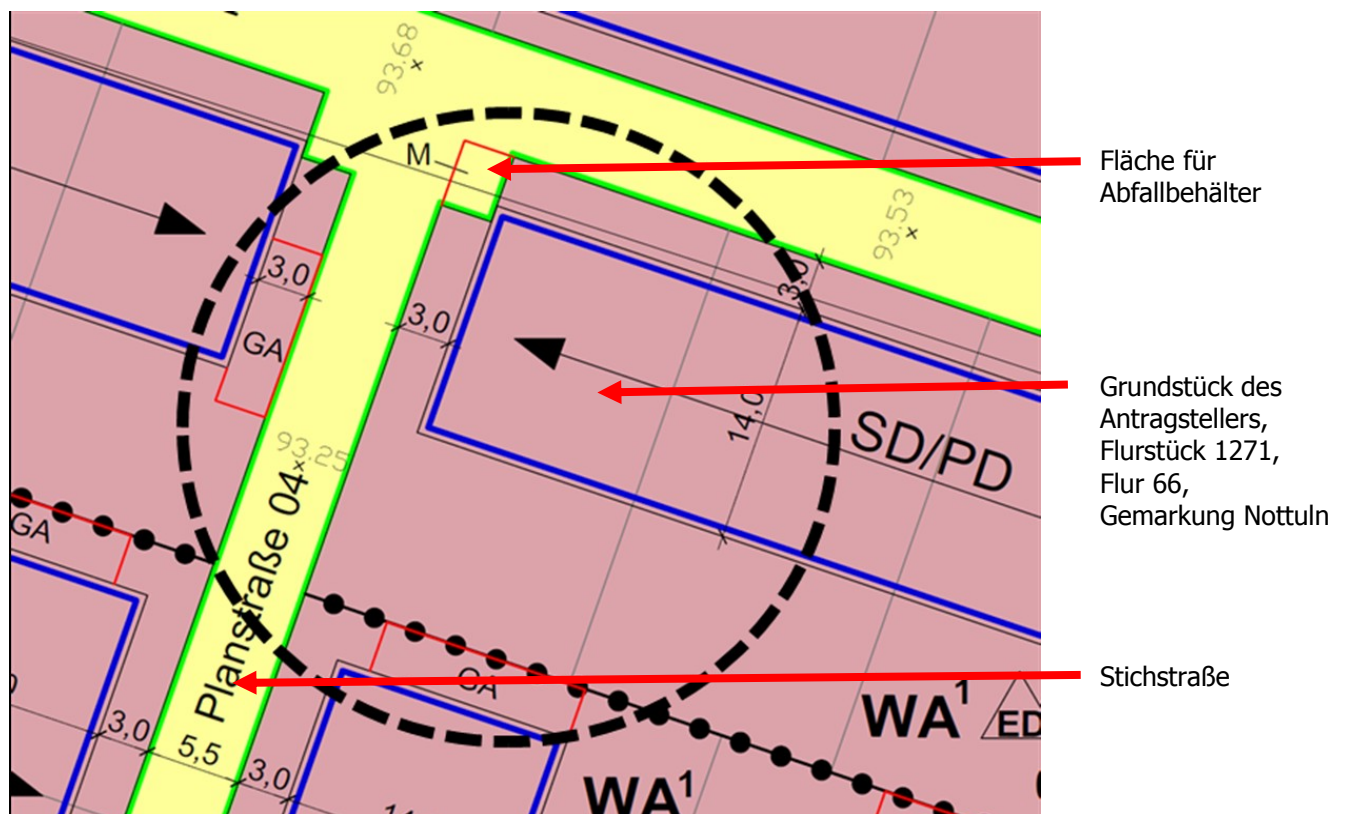 93.68
M
Fläche für
Abfallbehälter
93.53
3,0
GA
3,0
3,0
14,0
Grundstück des
Antragstellers,
Flurstück 1271,
Flur 66,
Gemarkung Nottuln
SD/PD
93.25
Planstraße 04
GA
GA
Stichstraße
WA¹
ED
3,0
5,5
3,0
WA¹